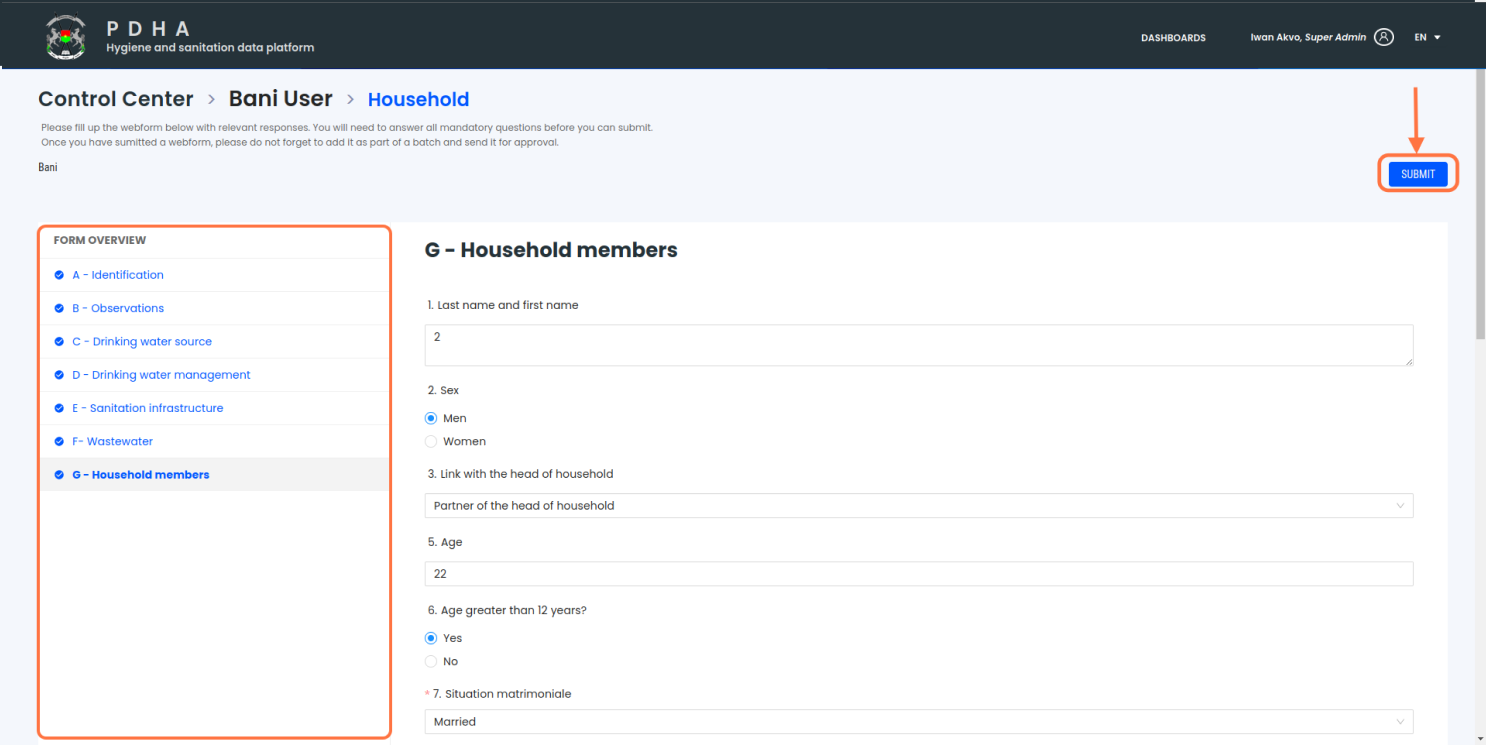 P D H A
Hygiene and sanitation data platform
DASHBOARDS
Iwan Akvo, Super Admin
EN
Control Center > Bani User > Household
Please fill up the webform below with relevant responses. You will need to answer all mandatory questions before you can submit.
Once you have sumitted a webform, please do not forget to add it as part of a batch and send it for approval.
Bani
SUBMIT
FORM OVERVIEW
A - Identification
B - Observations
C - Drinking water source
D - Drinking water management
E - Sanitation infrastructure
F- Wastewater
G - Household members
G - Household members
1. Last name and first name
2
2. Sex
Men
Women
3. Link with the head of household
Partner of the head of household
5. Age
22
6. Age greater than 12 years?
Yes
No
* 7. Situation matrimoniale
Married